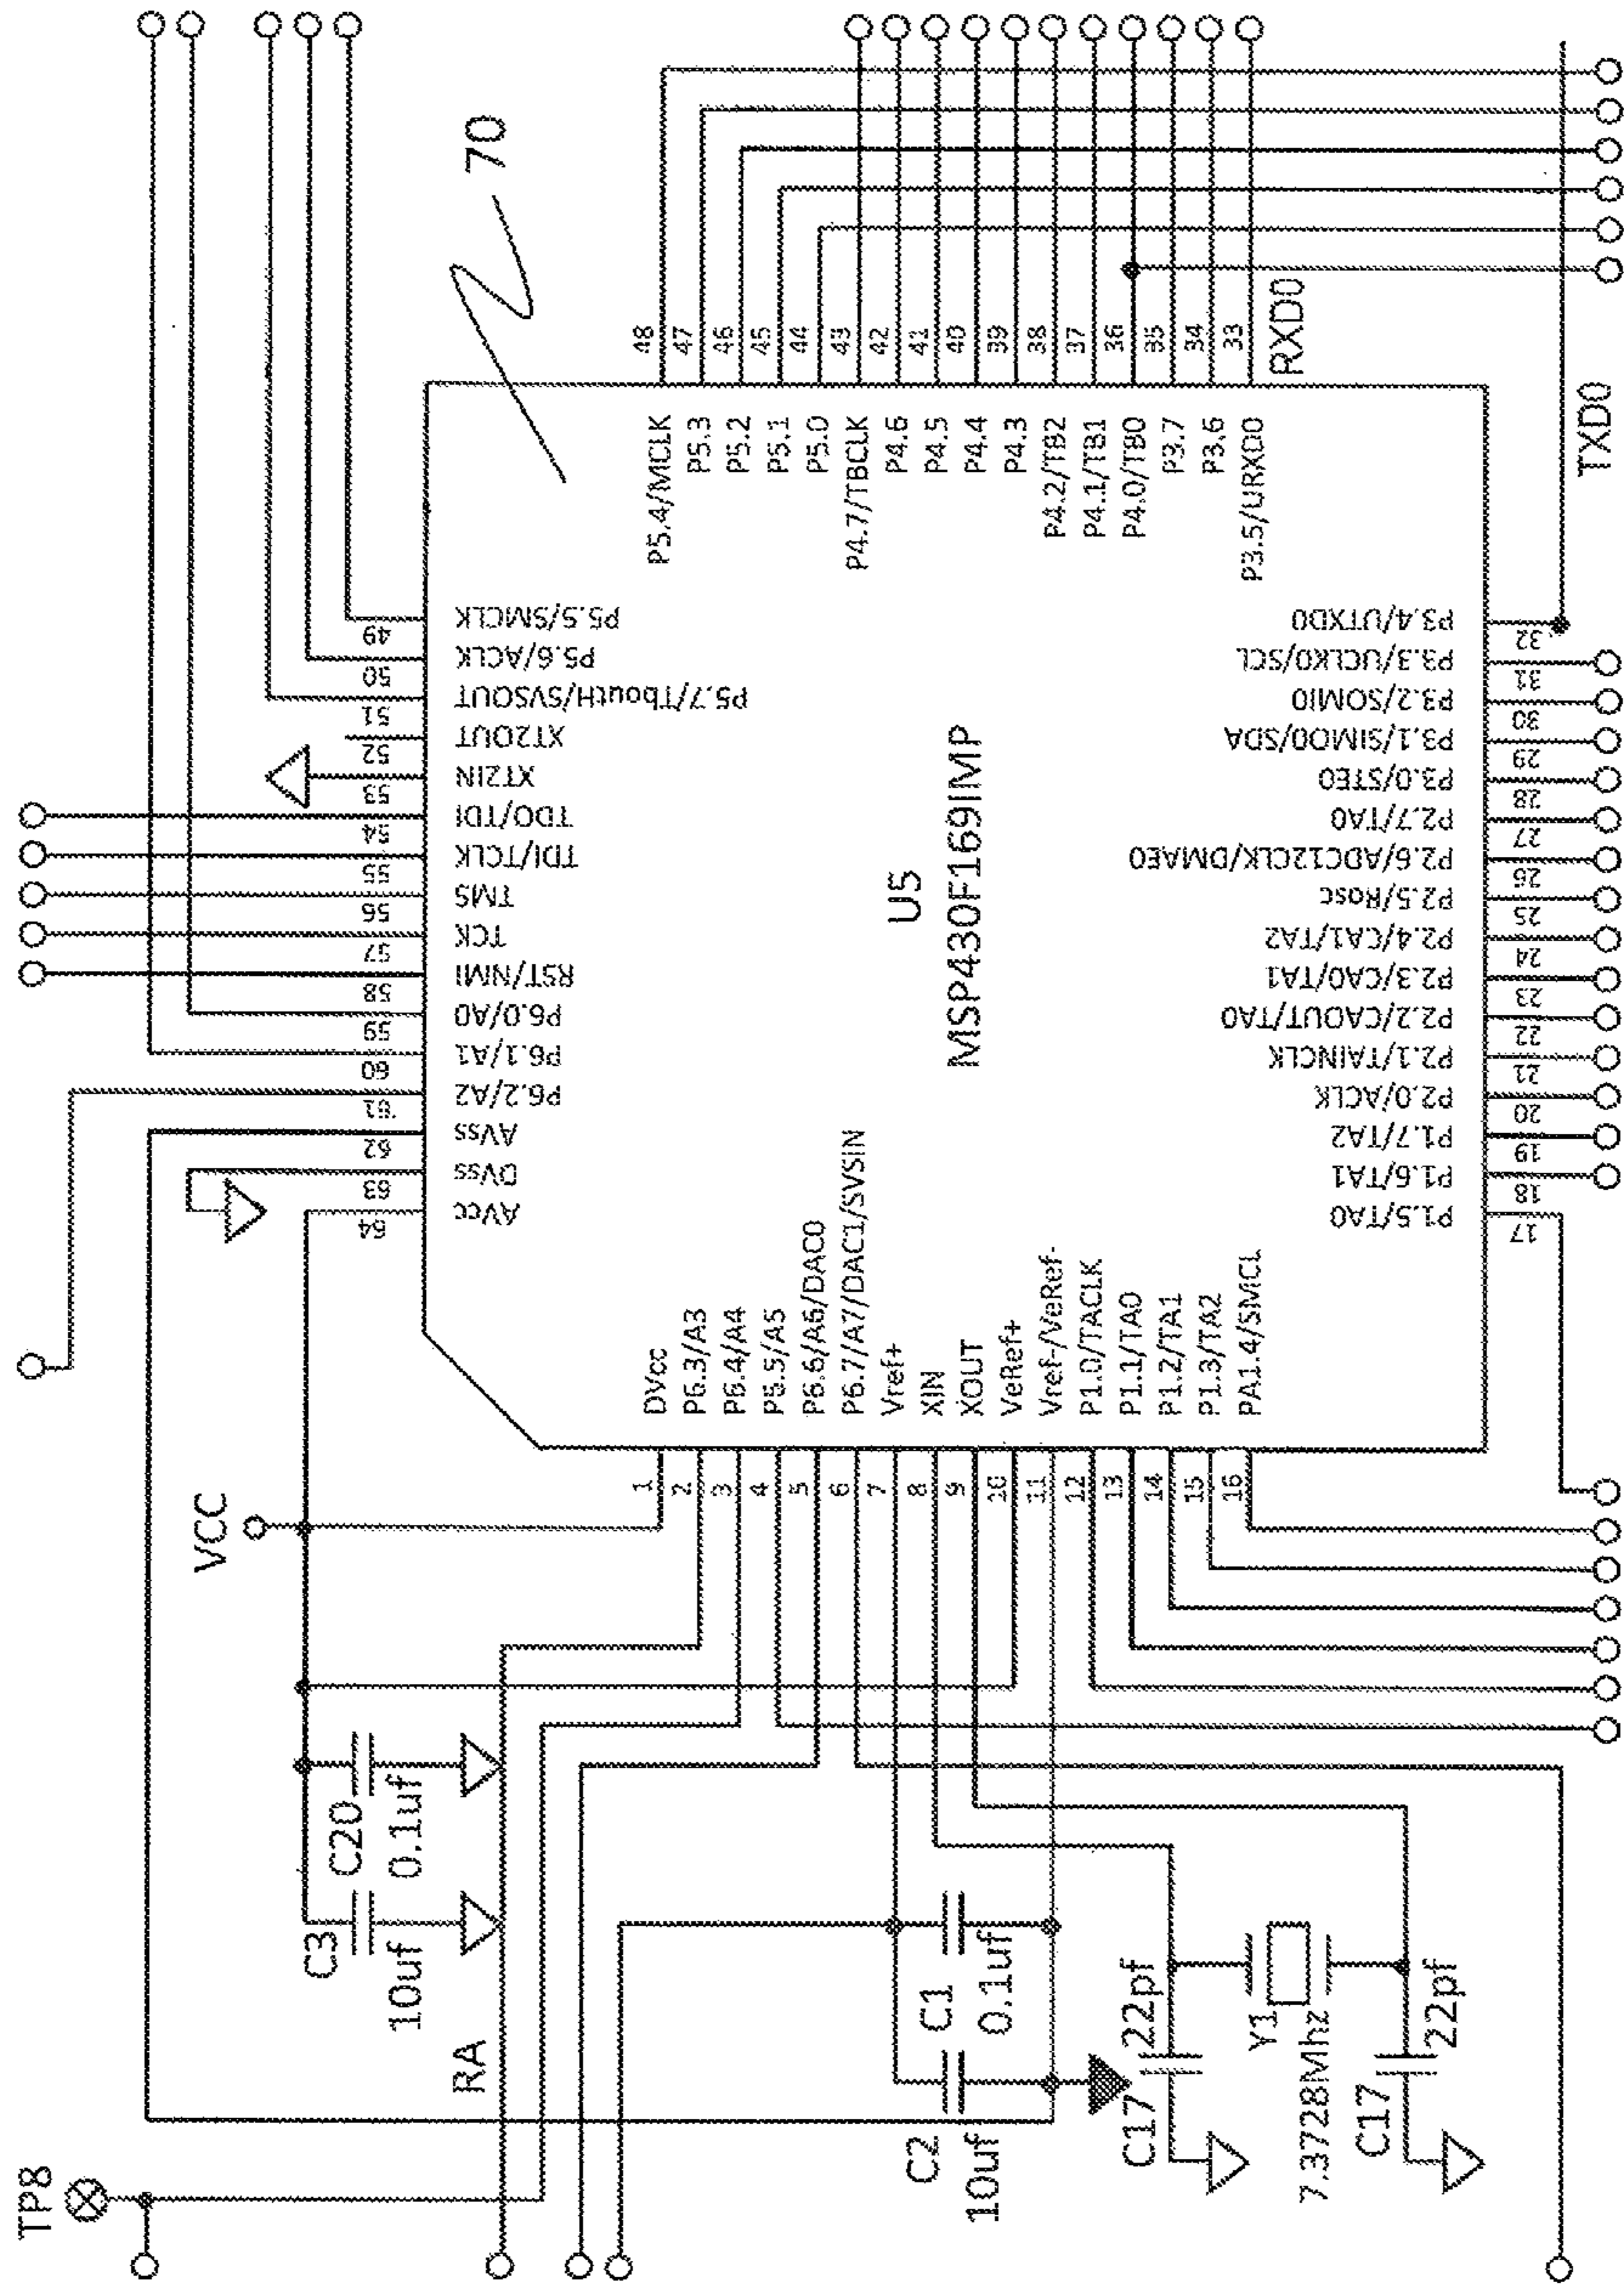 TP8
RA
VCC
C3
10uf
C20
0.1uf
C2
10uf
C1
0.1uf
C17
22pf
Y1
7.3728Mhz
C17
22pf
70
U5
MSP430F169IMP
1 DVcc
2 P6.3/A3
3 P6.4/A4
4 P6.5/A5
5 P6.6/A6/DAC0
6 P6.7/A7/DAC1/SVSIN
7 Vref+
8 XIN
9 XOUT
10 VeRef+
11 Vref-/VeRef-
12 P1.0/TACLK
13 P1.1/TA0
14 P1.2/TA1
15 P1.3/TA2
16 PA1.4/SMCL
17 P1.5/TA0
18 P1.6/TA1
19 P1.7/TA2
20 P2.0/ACLK
21 P2.1/TAINCLK
22 P2.2/CAOUT/TA0
23 P2.3/CA0/TA1
24 P2.4/CA1/TA2
25 P2.5/Rosc
26 P2.6/ADC12CLK/DMAE0
27 P2.7/TA0
28 P3.0/STE0
29 P3.1/SIMO0/SDA
30 P3.2/SOMI0
31 P3.3/UCLK0/SCL
32 P3.4/UTXD0
TXD0
33 P3.5/URXD0
RXD0
34 P3.6
35 P3.7
36 P4.0/TB0
37 P4.1/TB1
38 P4.2/TB2
39 P4.3
40 P4.4
41 P4.5
42 P4.6
43 P4.7/TBCLK
44 P5.0
45 P5.1
46 P5.2
47 P5.3
48 P5.4/MCLK
49 P5.5/SMCLK
50 P5.6/ACLK
51 P5.7/TboutH/SVSOUT
52 XT2OUT
53 XT2IN
54 TDO/TDI
55 TDI/TCLK
56 TMS
57 TCK
58 RST/NMI
59 P6.0/A0
60 P6.1/A1
61 P6.2/A2
62 AVss
63 DVss
64 AVcc